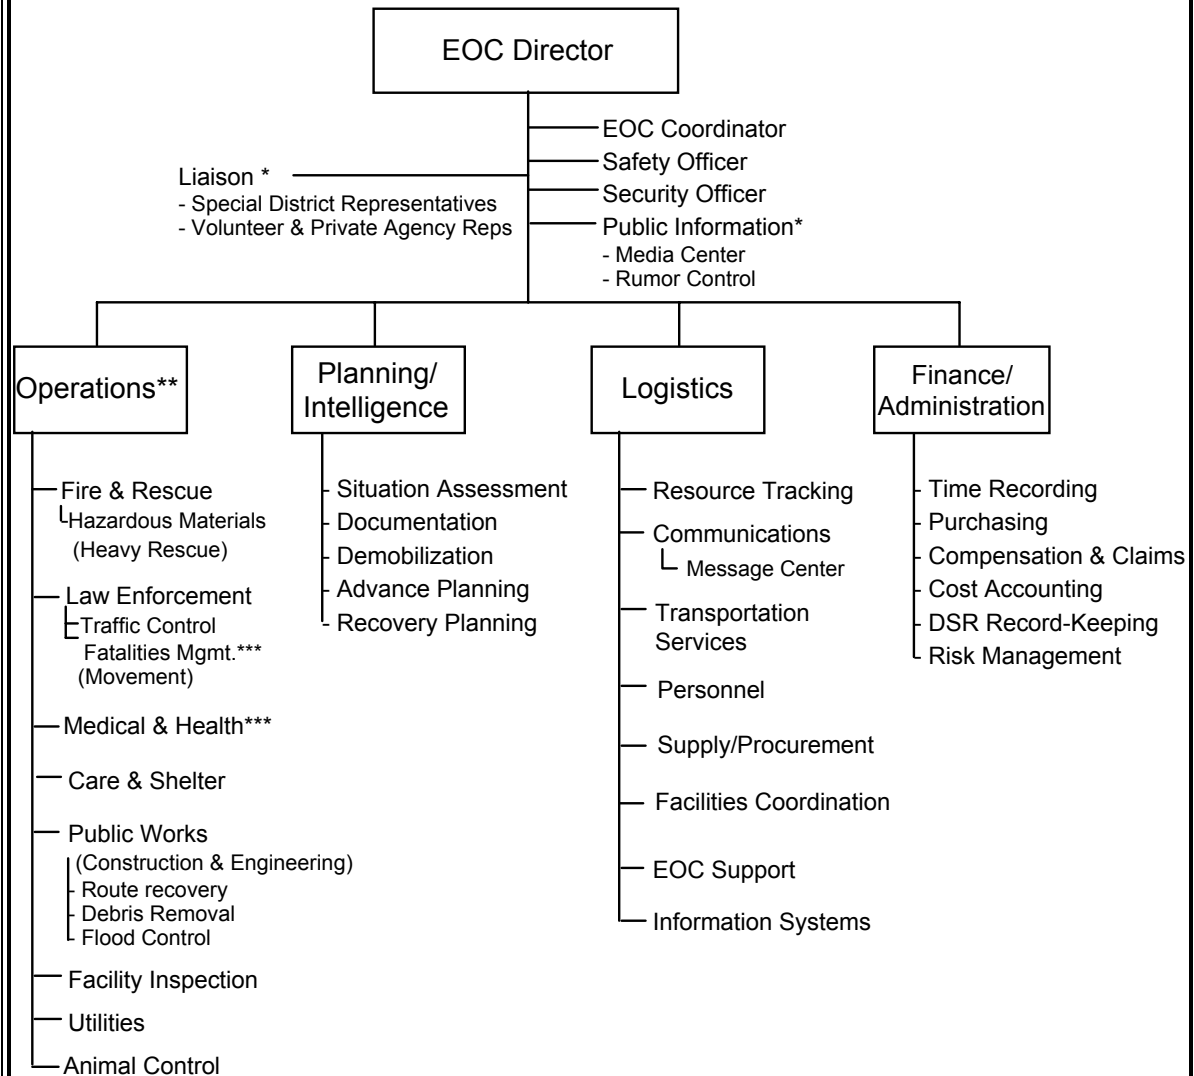 EOC Director
EOC Coordinator
Safety Officer
Security Officer
Public Information*
- Media Center
- Rumor Control
Liaison *
- Special District Representatives
- Volunteer & Private Agency Reps
Operations**
Fire & Rescue
Hazardous Materials
(Heavy Rescue)
Law Enforcement
Traffic Control
Fatalities Mgmt.***
(Movement)
Medical & Health***
Care & Shelter
Public Works
(Construction & Engineering)
- Route recovery
- Debris Removal
- Flood Control
Facility Inspection
Utilities
Animal Control
Planning/
Intelligence
- Situation Assessment
- Documentation
- Demobilization
- Advance Planning
- Recovery Planning
Logistics
Resource Tracking
Communications
Message Center
Transportation
Services
Personnel
Supply/Procurement
Facilities Coordination
EOC Support
Information Systems
Finance/
Administration
- Time Recording
- Purchasing
- Compensation & Claims
- Cost Accounting
- DSR Record-Keeping
- Risk Management